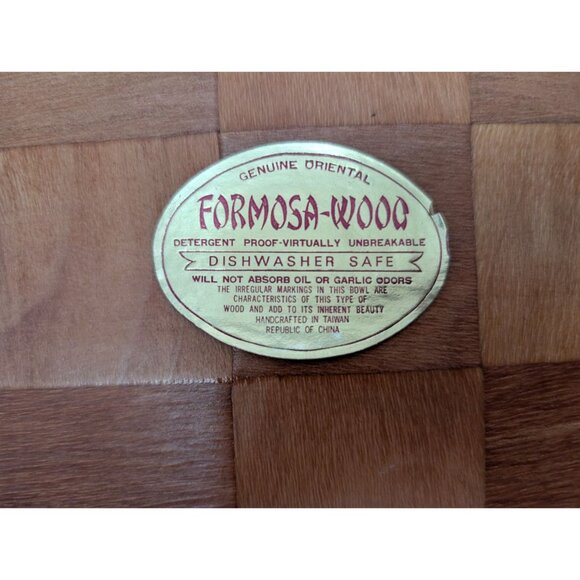 GENUINE ORIENTAL
FORMOSA-WOOD
DETERGENT PROOF-VIRTUALLY UNBREAKABLE
DISHWASHER SAFE
WILL NOT ABSORB OIL OR GARLIC ODORS
THE IRREGULAR MARKINGS IN THIS BOWL ARE
CHARACTERISTICS OF THIS TYPE OF
WOOD AND ADD TO ITS INHERENT BEAUTY
HANDCRAFTED IN TAIWAN
REPUBLIC OF CHINA